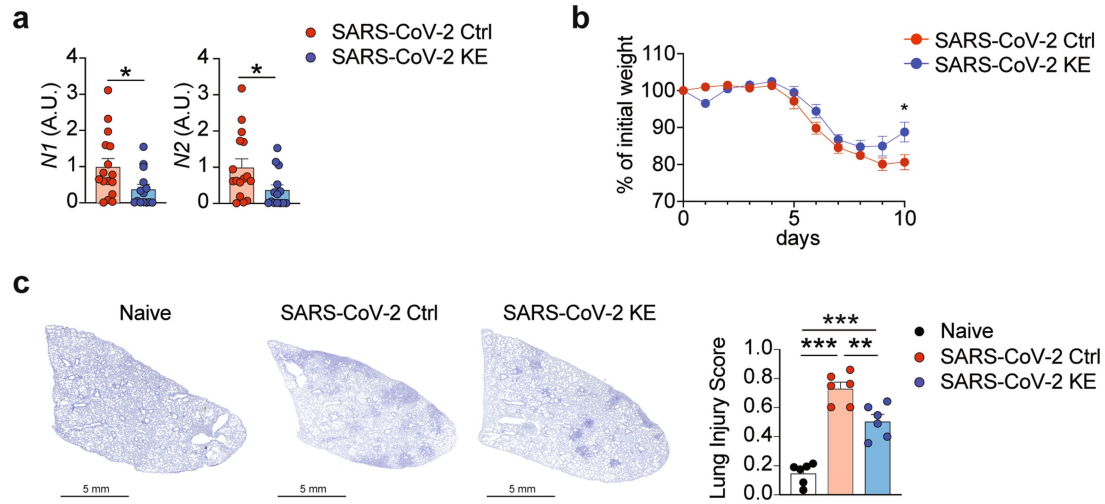 a
SARS-CoV-2 Ctrl
SARS-CoV-2 KE
*
*
N1 (A.U.)
4
3
2
1
0
N2 (A.U.)
4
3
2
1
0
b
SARS-CoV-2 Ctrl
SARS-CoV-2 KE
% of initial weight
110
100
90
80
70
*
0
5
10
days
c
Naive
SARS-CoV-2 Ctrl
SARS-CoV-2 KE
5 mm
5 mm
5 mm
Lung Injury Score
1.0
0.8
0.6
0.4
0.2
0.0
***
*** **
Naive
SARS-CoV-2 Ctrl
SARS-CoV-2 KE